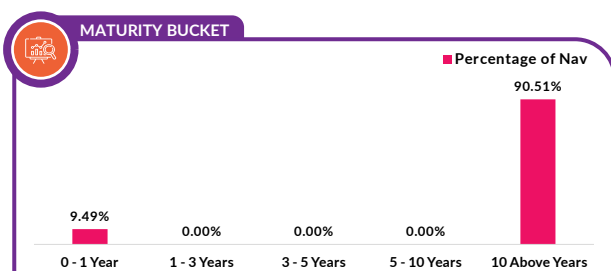 MATURITY BUCKET
Percentage of Nav
90.51%
9.49%
0.00%
0.00%
0.00%
0 - 1 Year
1 - 3 Years
3 - 5 Years
5 - 10 Years
10 Above Years